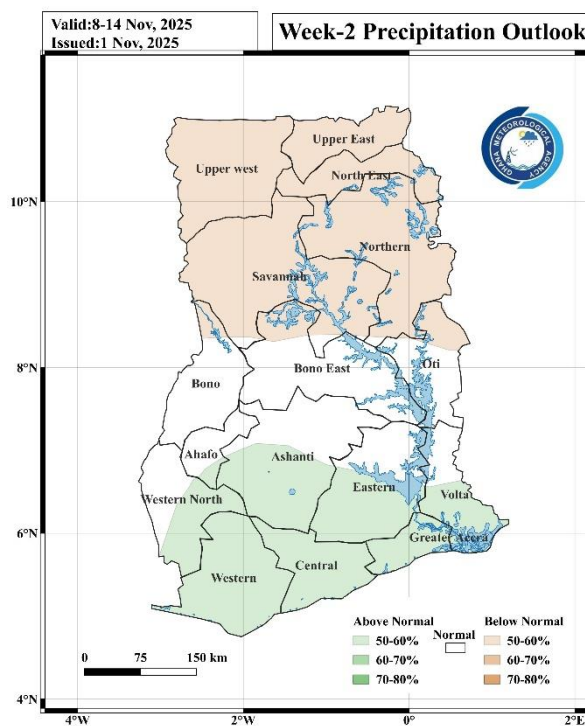 Valid:8-14 Nov, 2025
Issued:1 Nov, 2025
Week-2 Precipitation Outlook
GHANA METEOROLOGICAL AGENCY
10°N
8°N
6°N
4°N
Upper East
Upper west
North East
Northern
Savannah
Oti
Bono East
Bono
Ahafo
Ashanti
Eastern
Western North
Volta
Greater Accra
Central
Western
Above Normal
50-60%
60-70%
70-80%
Normal
Below Normal
50-60%
60-70%
70-80%
0 75 150 km
4°W 2°W 0° 2°E